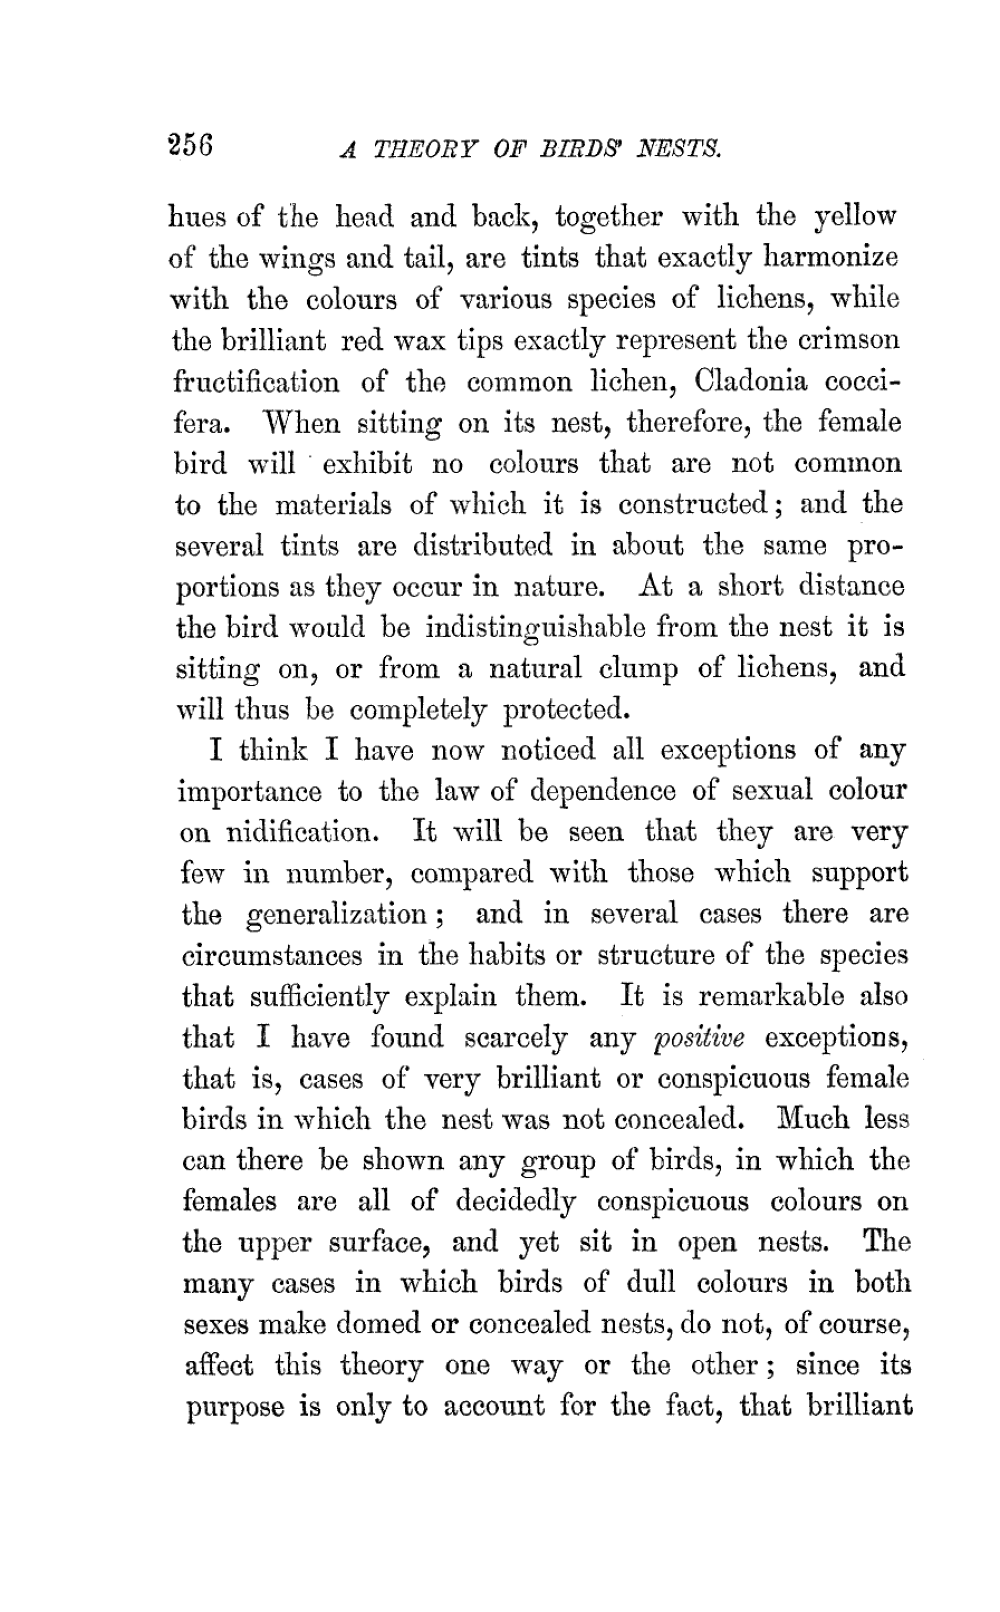 256 A THEORY OF BIRDS' NESTS.
hues of the head and back, together with the yellow
of the wings and tail, are tints that exactly harmonize
with the colours of various species of lichens, while
the brilliant red wax tips exactly represent the crimson
fructification of the common lichen, Cladonia cocci-
fera. When sitting on its nest, therefore, the female
bird will exhibit no colours that are not common
to the materials of which it is constructed; and the
several tints are distributed in about the same pro-
portions as they occur in nature. At a short distance
the bird would be indistinguishable from the nest it is
sitting on, or from a natural clump of lichens, and
will thus be completely protected.
I think I have now noticed all exceptions of any
importance to the law of dependence of sexual colour
on nidification. It will be seen that they are very
few in number, compared with those which support
the generalization; and in several cases there are
circumstances in the habits or structure of the species
that sufficiently explain them. It is remarkable also
that I have found scarcely any positive exceptions,
that is, cases of very brilliant or conspicuous female
birds in which the nest was not concealed. Much less
can there be shown any group of birds, in which the
females are all of decidedly conspicuous colours on
the upper surface, and yet sit in open nests. The
many cases in which birds of dull colours in both
sexes make domed or concealed nests, do not, of course,
affect this theory one way or the other; since its
purpose is only to account for the fact, that brilliant